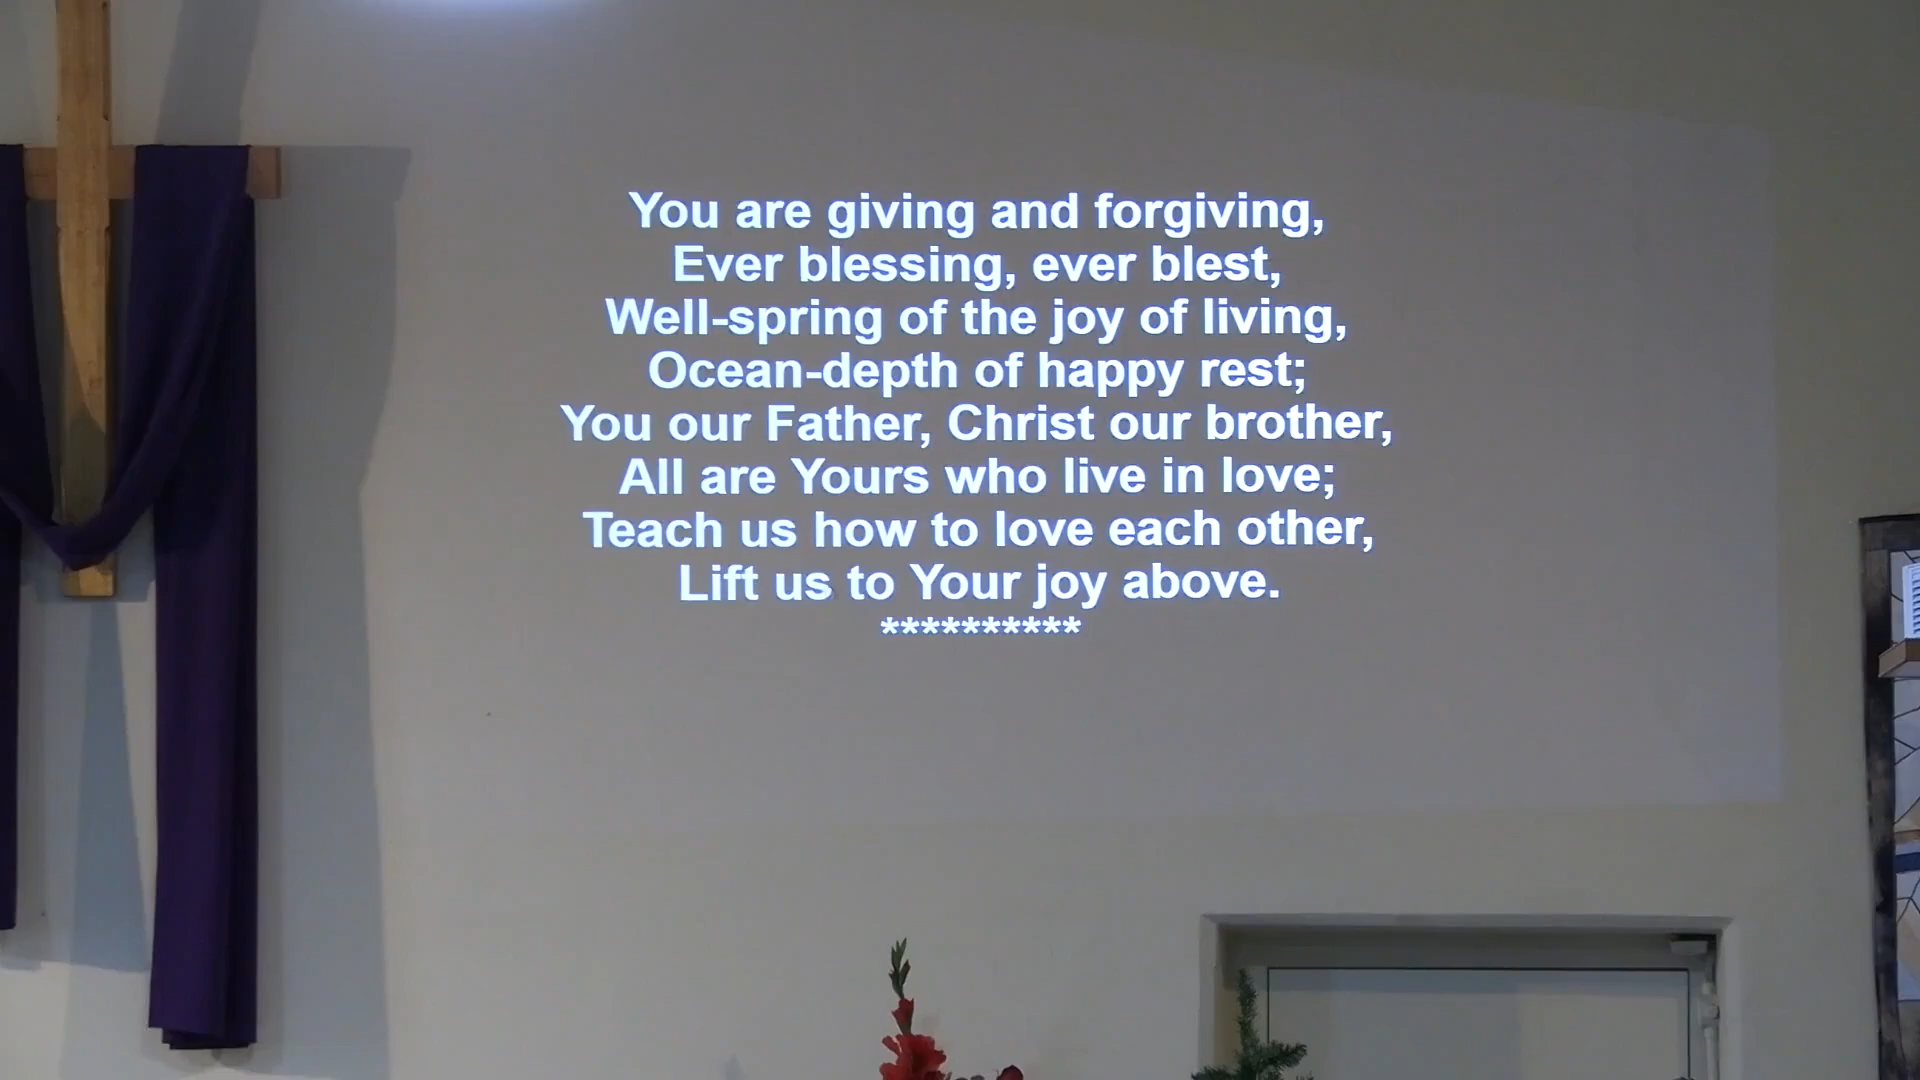 You are giving and forgiving,
Ever blessing, ever blest,
Well-spring of the joy of living,
Ocean-depth of happy rest;
You our Father, Christ our brother,
All are Yours who live in love;
Teach us how to love each other,
Lift us to Your joy above.
**********